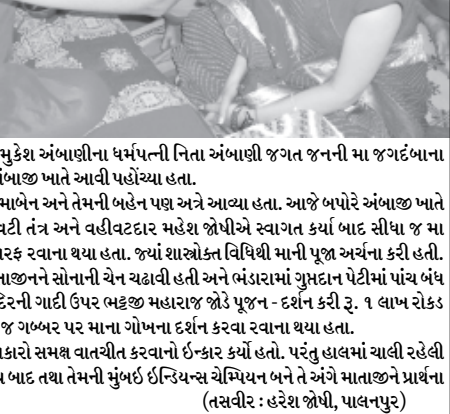 મુકેશ અંબાણીના ધર્મપત્ની નિતા અંબાણી જગત જનની મા જગદંબાના
અંબાજી ખાતે આવી પહોંચ્યા હતા.
માબેન અને તેમની બહેન પણ અત્રે આવ્યા હતા. આજે બપોરે અંબાજી ખાતે
વટી તંત્ર અને વહીવટદાર મહેશ જોષીએ સ્વાગત કર્યા બાદ સીધા જ મા
રફ રવાના થયા હતા. જ્યાં શાસ્ત્રોક્ત વિધિથી માની પૂજા અર્ચના કરી હતી.
તાજીને સોનાની ચેન ચઢાવી હતી અને ભંડારામાં ગુપ્તદાન પેટીમાં પાંચ બંધ
દિરની ગાદી ઉપર ભટ્ટજી મહારાજ જોડે પૂજન - દર્શન કરી રૂ. ૧ લાખ રોકડ
જ ગબ્બર પર માના ગોખના દર્શન કરવા રવાના થયા હતા.
કારો સમક્ષ વાતચીત કરવાનો ઇન્કાર કર્યો હતો. પરંતુ હાલમાં ચાલી રહેલી
બાદ તથા તેમની મુંબઇ ઇન્ડિયન્સ ચેમ્પિયન બને તે અંગે માતાજીને પ્રાર્થના
(તસવીર : હરેશ જોષી, પાલનપુર)